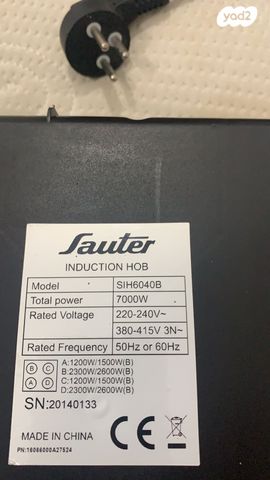 yad2
Sauter
INDUCTION HOB
Model SIH6040B
Total power 7000W
Rated Voltage 220-240V~
380-415V 3N~
Rated Frequency 50Hz or 60Hz
B C
A D
A:1200W/1500W(B)
B:2300W/2600W(B)
C:1200W/1500W(B)
D:2300W/2600W(B)
SN:20140133
MADE IN CHINA
CE
PN:16066000A27524